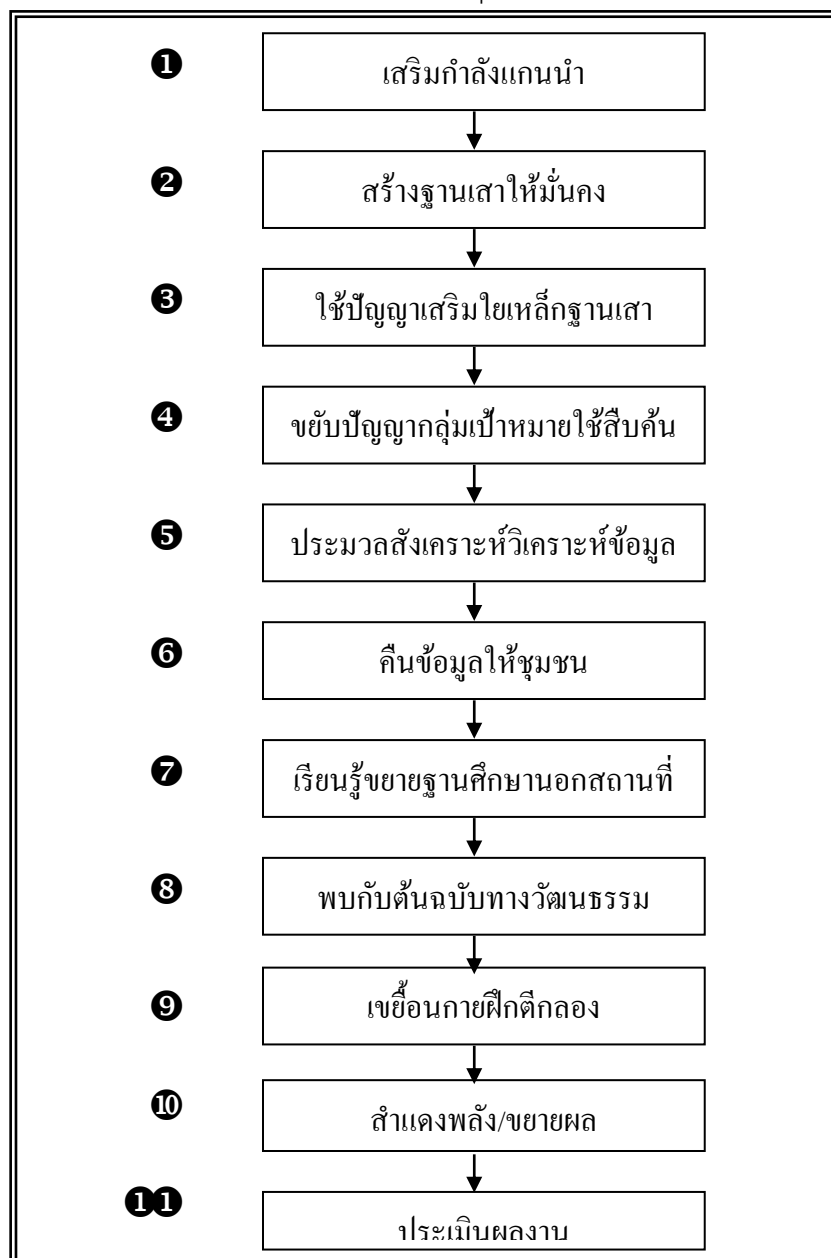 ❶ เสริมกำลังแกนนำ
❷ สร้างฐานเสาให้มั่นคง
❸ ใช้ปัญญาเสริมใยเหล็กฐานเสา
❹ ขยับปัญญากลุ่มเป้าหมายใช้สืบค้น
❺ ประมวลสังเคราะห์วิเคราะห์ข้อมูล
❻ คืนข้อมูลให้ชุมชน
❼ เรียนรู้ขยายฐานศึกษานอกสถานที่
❽ พบกับต้นฉบับทางวัฒนธรรม
❾ เขยื้อนกายฝึกตีกลอง
❿ สำแดงพลัง/ขยายผล
❶❶ ประเมินผลงาน